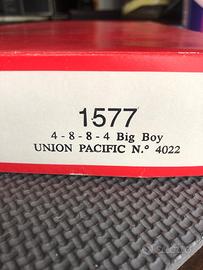 1577
4-8-8-4 Big Boy
UNION PACIFIC N.º 4022